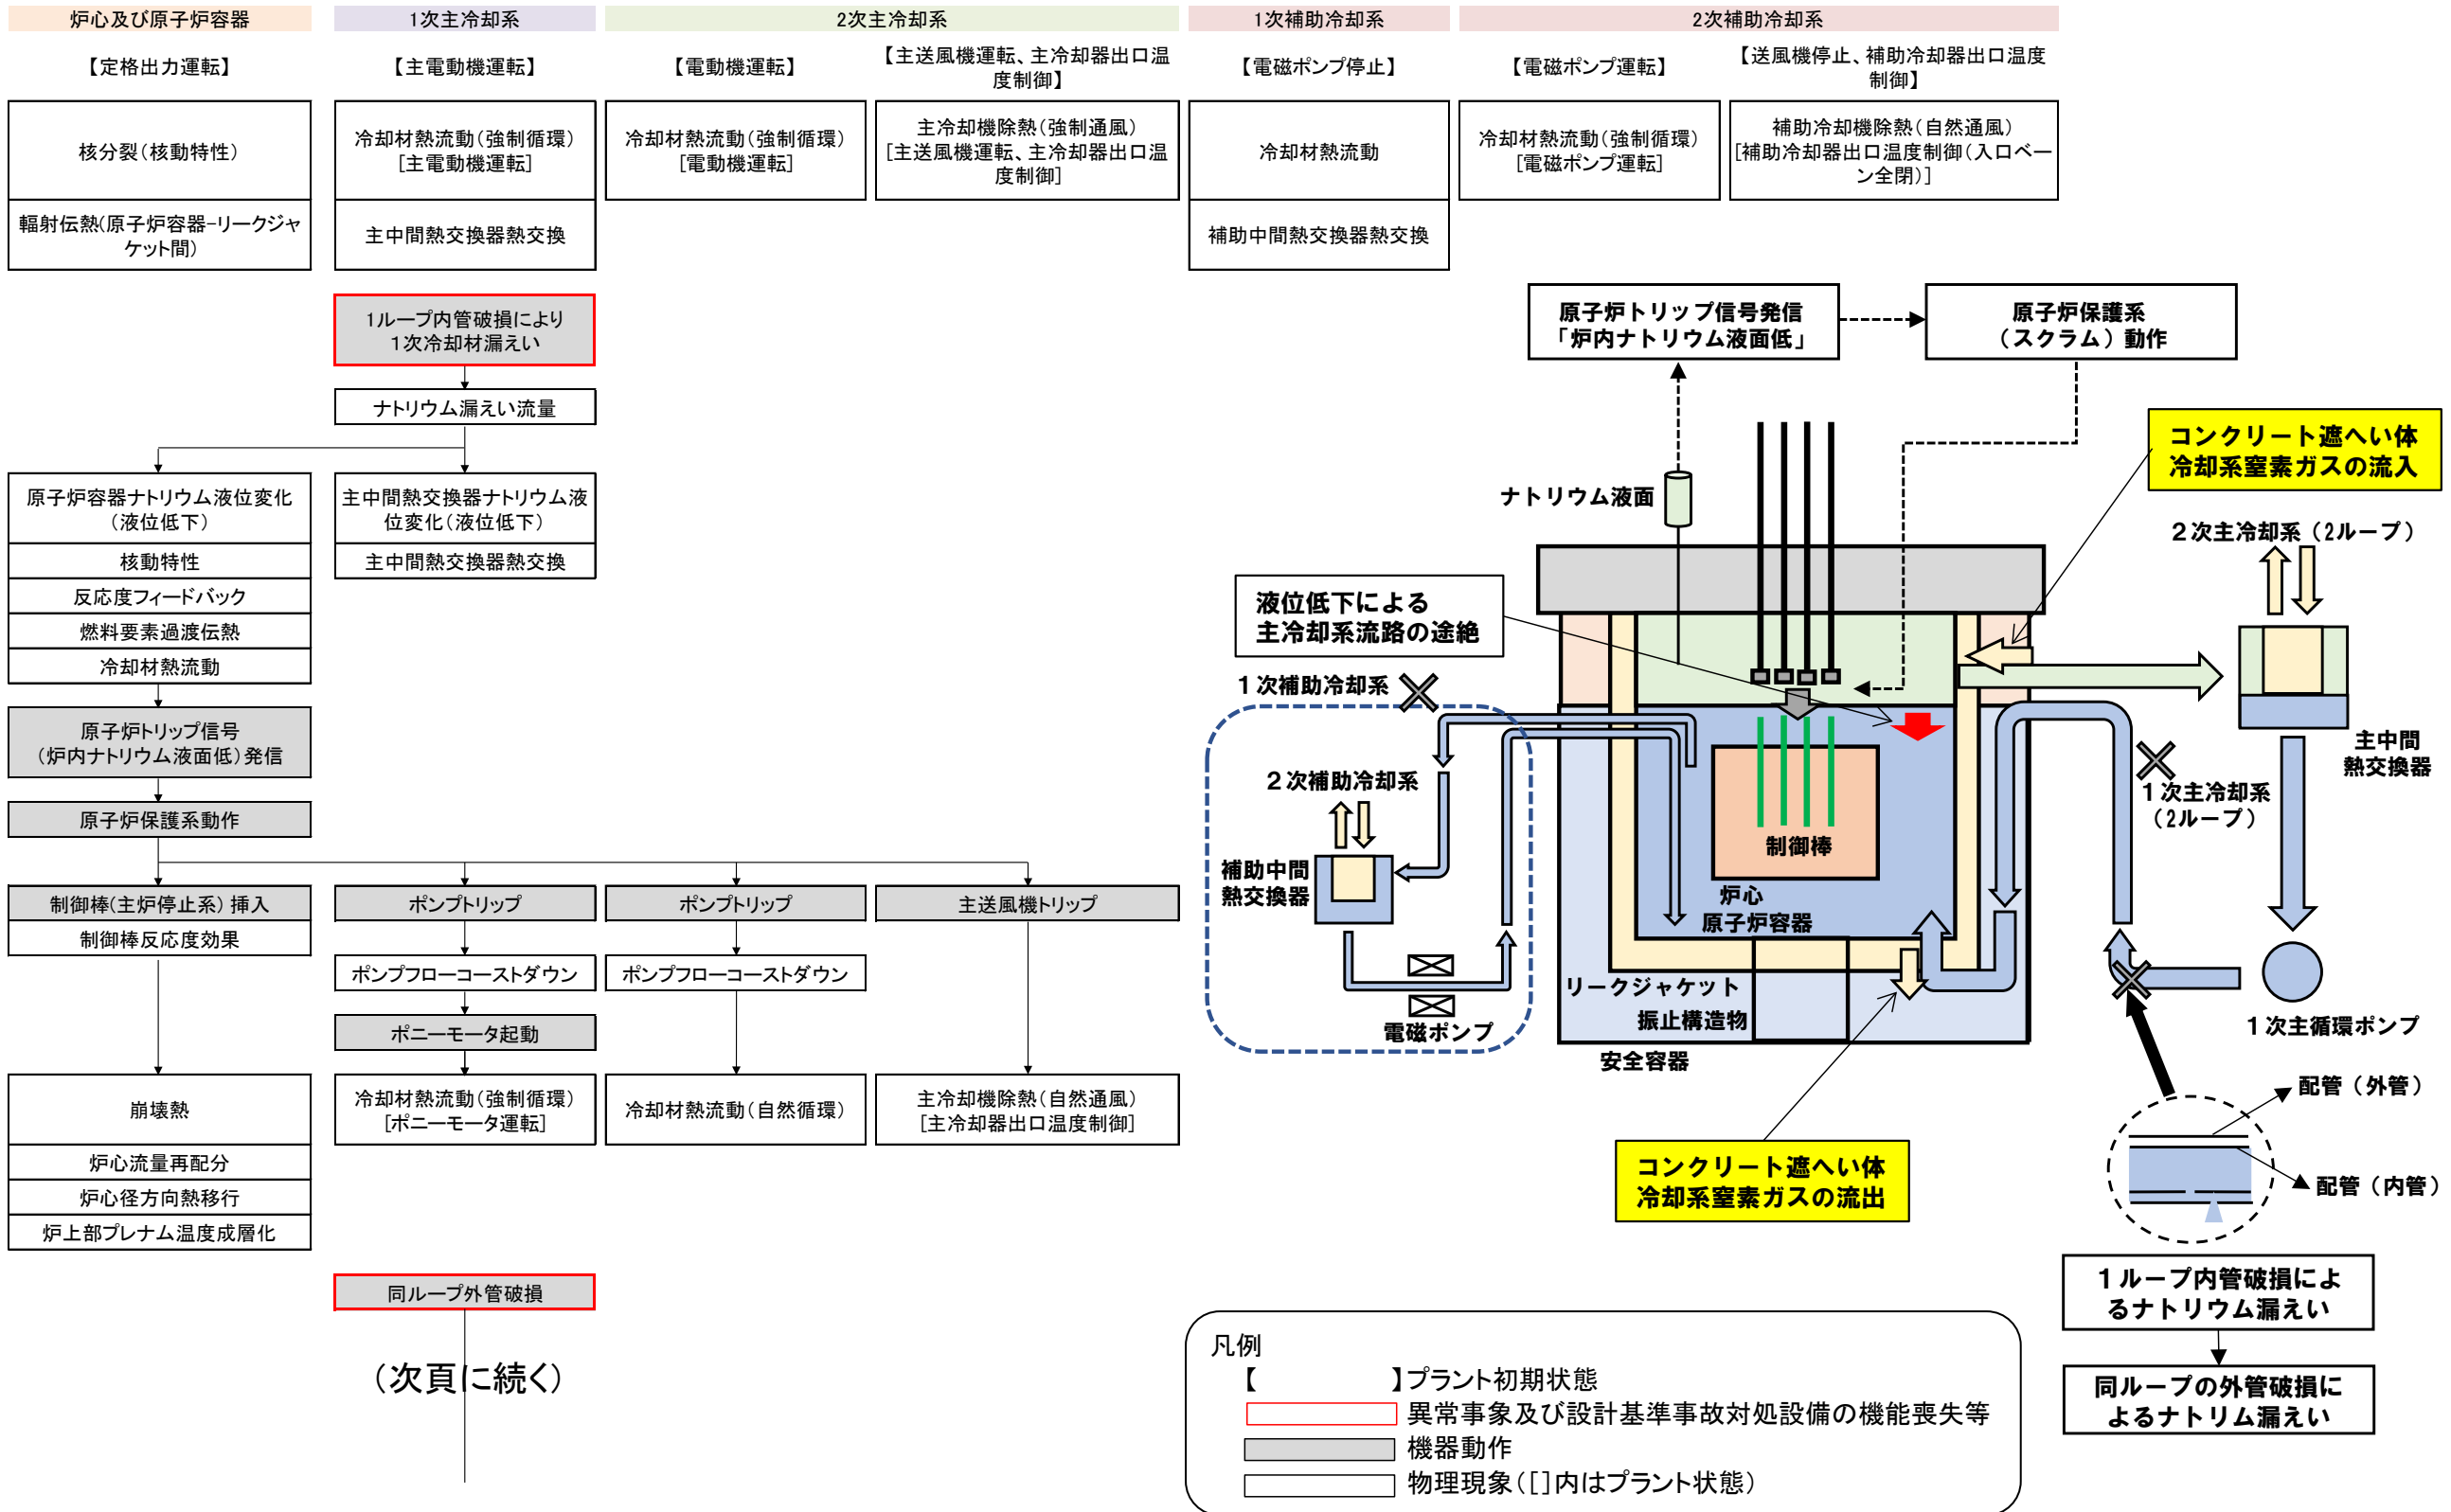 炉心及び原子炉容器
1次主冷却系
2次主冷却系
1次補助冷却系
2次補助冷却系
【定格出力運転】
【主電動機運転】
【電動機運転】
【主送風機運転、主冷却器出口温
度制御】
【電磁ポンプ停止】
【電磁ポンプ運転】
【送風機停止、補助冷却器出口温度
制御】
核分裂（核動特性）
冷却材熱流動（強制循環）
[主電動機運転]
冷却材熱流動（強制循環）
[電動機運転]
主冷却機除熱（強制通風）
[主送風機運転、主冷却器出口温
度制御]
冷却材熱流動
冷却材熱流動（強制循環）
[電磁ポンプ運転]
補助冷却機除熱（自然通風）
[補助冷却器出口温度制御（入口ベー
ン全閉）]
輻射伝熱(原子炉容器-リークジャ
ケット間）
主中間熱交換器熱交換
補助中間熱交換器熱交換
1ループ内管破損により
１次冷却材漏えい
ナトリウム漏えい流量
原子炉容器ナトリウム液位変化
（液位低下）
主中間熱交換器ナトリウム液
位変化（液位低下）
核動特性
主中間熱交換器熱交換
反応度フィードバック
燃料要素過渡伝熱
冷却材熱流動
原子炉トリップ信号
（炉内ナトリウム液面低）発信
原子炉保護系動作
制御棒(主炉停止系）挿入
ポンプトリップ
ポンプトリップ
主送風機トリップ
制御棒反応度効果
ポンプフローコーストダウン
ポンプフローコーストダウン
ポニーモータ起動
崩壊熱
冷却材熱流動（強制循環）
[ポニーモータ運転]
冷却材熱流動（自然循環）
主冷却機除熱（自然通風）
[主冷却器出口温度制御]
炉心流量再配分
炉心径方向熱移行
炉上部プレナム温度成層化
同ループ外管破損
（次頁に続く）
原子炉トリップ信号発信
「炉内ナトリウム液面低」
原子炉保護系
（スクラム）動作
コンクリート遮へい体
冷却系窒素ガスの流入
ナトリウム液面
２次主冷却系（2ループ）
液位低下による
主冷却系流路の途絶
１次補助冷却系
主中間
熱交換器
２次補助冷却系
１次主冷却系
（2ループ）
制御棒
補助中間
熱交換器
炉心
原子炉容器
リークジャケット
振止構造物
電磁ポンプ
１次主循環ポンプ
安全容器
配管（外管）
コンクリート遮へい体
冷却系窒素ガスの流出
配管（内管）
１ループ内管破損によ
るナトリウム漏えい
同ループの外管破損に
よるナトリム漏えい
凡例
【　　】プラント初期状態
異常事象及び設計基準事故対処設備の機能喪失等
機器動作
物理現象（[]内はプラント状態）